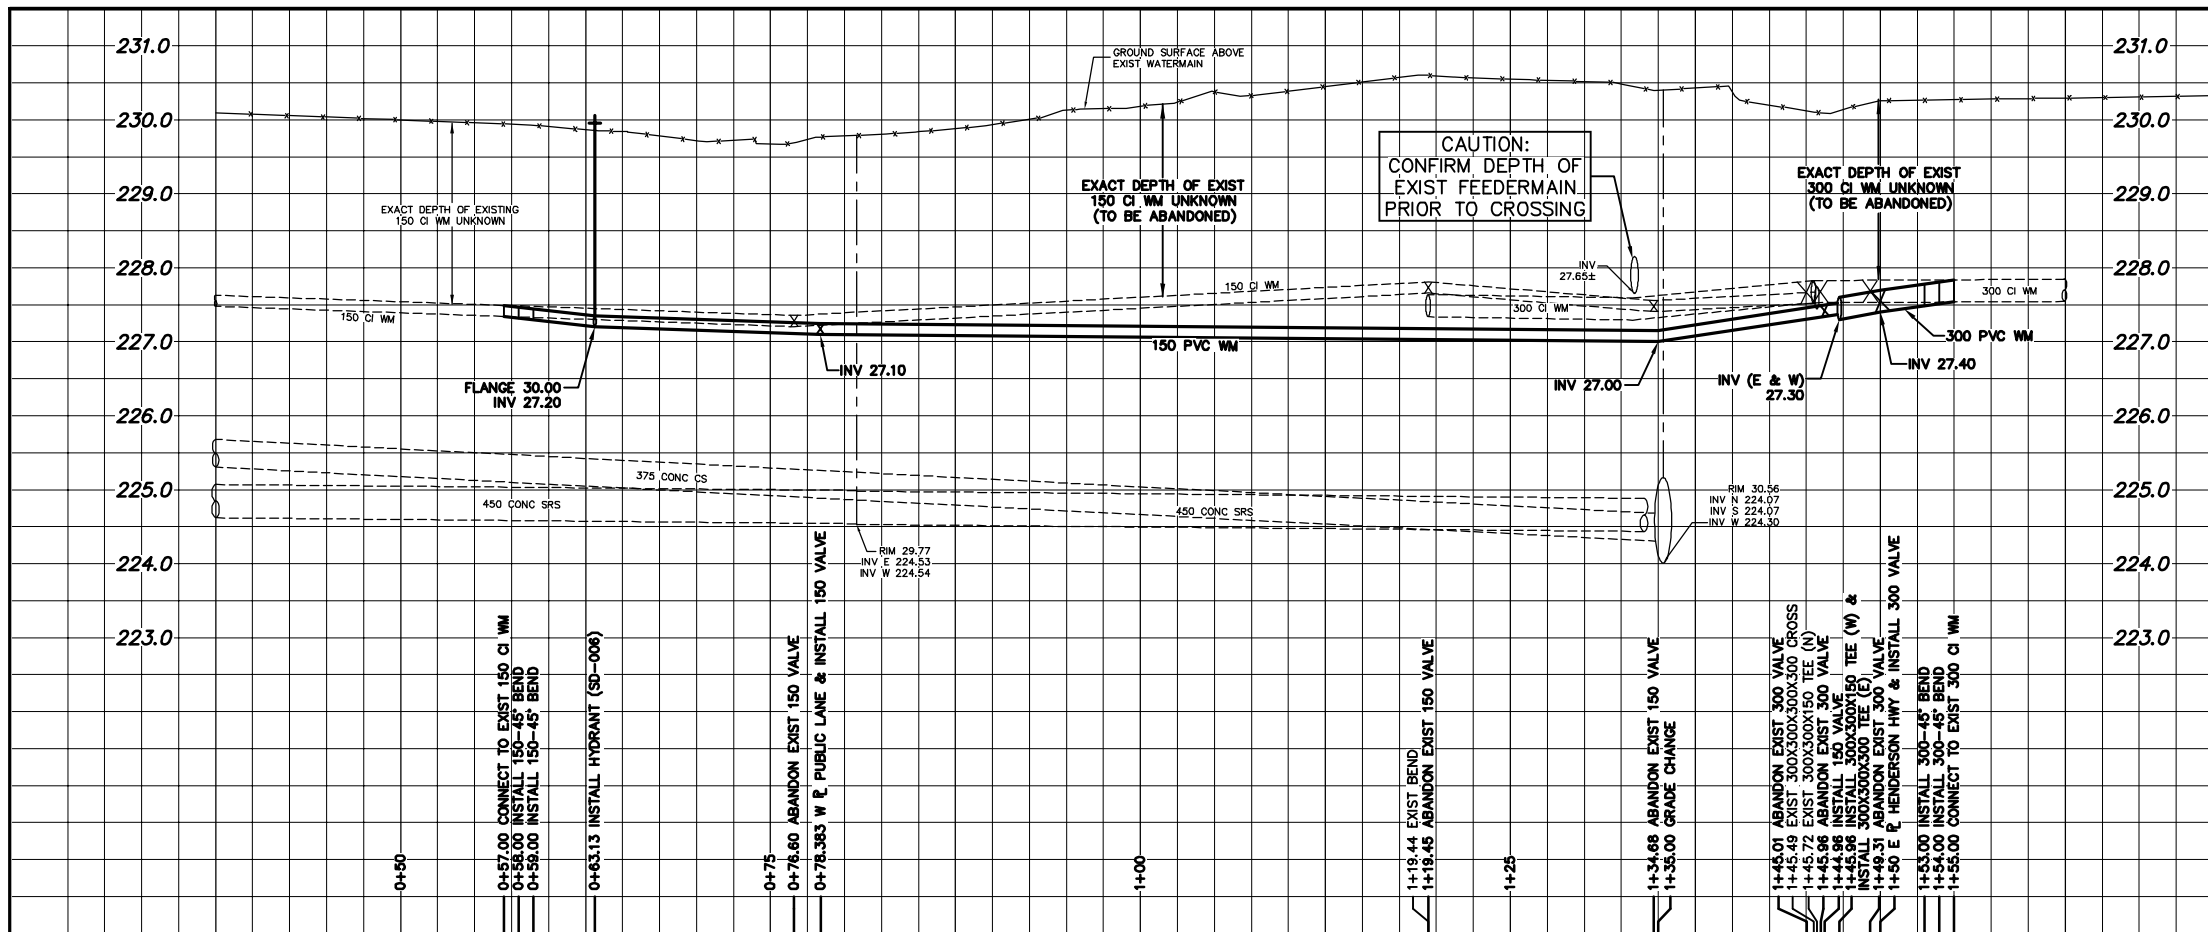 231.0
231.0
GROUND SURFACE ABOVE
EXIST WATERMAIN
230.0
230.0
CAUTION:
CONFIRM DEPTH OF
EXIST FEEDERMAIN
PRIOR TO CROSSING
229.0
229.0
EXACT DEPTH OF EXISTING
150 CI WM UNKNOWN
EXACT DEPTH OF EXIST
150 CI WM UNKNOWN
(TO BE ABANDONED)
EXACT DEPTH OF EXIST
300 CI WM UNKNOWN
(TO BE ABANDONED)
228.0
228.0
INV
27.65±
150 CI WM
150 CI WM
300 CI WM
300 CI WM
227.0
227.0
150 PVC WM
300 PVC WM
INV 27.10
INV 27.40
FLANGE 30.00
INV 27.20
INV 27.00
INV (E & W)
27.30
226.0
226.0
375 CONC CS
225.0
225.0
450 CONC SRS
450 CONC SRS
RIM 30.56
INV N 224.07
INV S 224.07
INV W 224.30
RIM 29.77
INV E 224.53
INV W 224.54
224.0
224.0
223.0
223.0
0+50
0+57.00 CONNECT TO EXIST 150 CI WM
0+58.00 INSTALL 150-45° BEND
0+59.00 INSTALL 150-45° BEND
0+63.13 INSTALL HYDRANT (SD-006)
0+75
0+76.60 ABANDON EXIST 150 VALVE
0+78.383 W PL PUBLIC LANE & INSTALL 150 VALVE
1+00
1+19.44 EXIST BEND
1+19.45 ABANDON EXIST 150 VALVE
1+25
1+34.68 ABANDON EXIST 150 VALVE
1+35.00 GRADE CHANGE
1+45.01 ABANDON EXIST 300 VALVE
1+45.49 EXIST 300X300X300X300 CROSS
1+45.72 EXIST 300X300X150 TEE (N)
1+45.96 ABANDON EXIST 300 VALVE
1+44.96 INSTALL 150 VALVE
1+45.96 INSTALL 300X300X150 TEE (W) &
INSTALL 300X300X300 TEE (E)
1+49.31 ABANDON EXIST 300 VALVE
1+50 E PL HENDERSON HWY & INSTALL 300 VALVE
1+53.00 INSTALL 300-45° BEND
1+54.00 INSTALL 300-45° BEND
1+55.00 CONNECT TO EXIST 300 CI WM